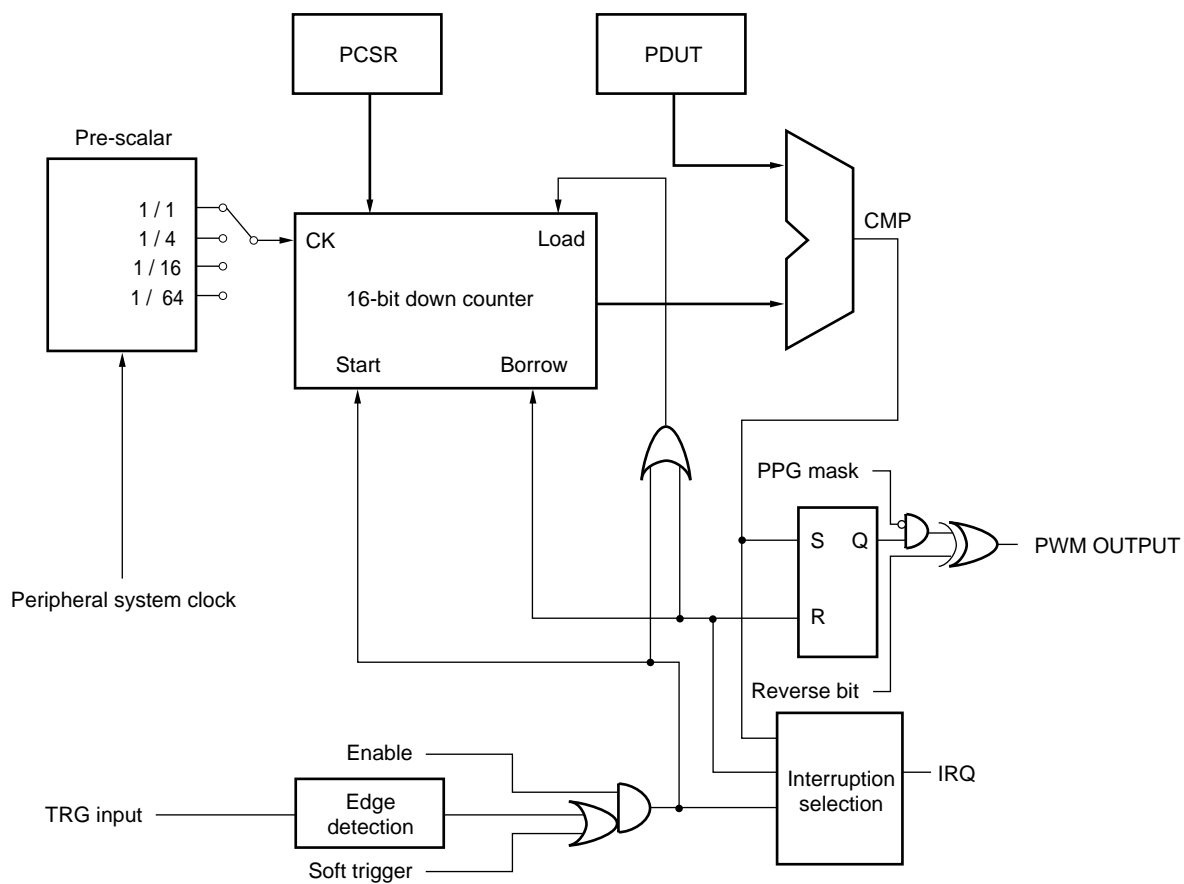 PCSR
PDUT
Pre-scalar
1 / 1
1 / 4
1 / 16
1 / 64
CK
Load
16-bit down counter
Start
Borrow
CMP
PPG mask
S
Q
R
PWM OUTPUT
Peripheral system clock
Reverse bit
Enable
TRG input
Edge
detection
Soft trigger
Interruption
selection
IRQ